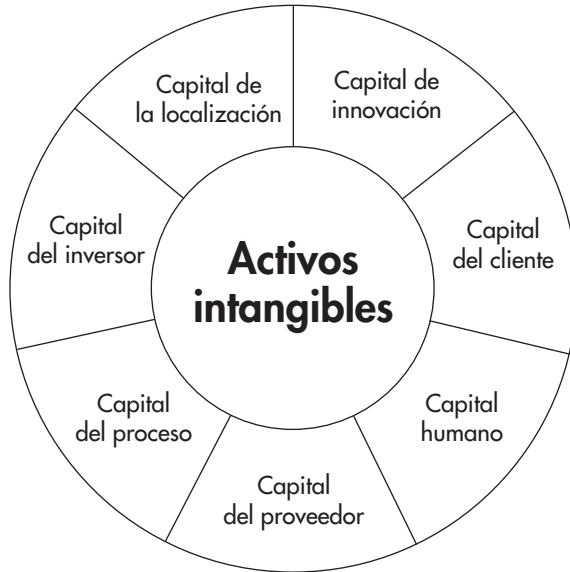 Capital de
la localización
Capital de
innovación
Capital
del inversor
Activos
intangibles
Capital
del cliente
Capital
del proceso
Capital
humano
Capital
del proveedor